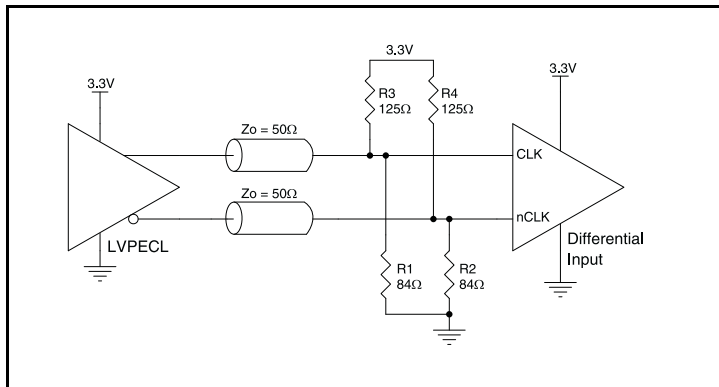 3.3V
3.3V
3.3V
R3
125Ω
R4
125Ω
Zo = 50Ω
CLK
Zo = 50Ω
nCLK
LVPECL
Differential
Input
R1
84Ω
R2
84Ω